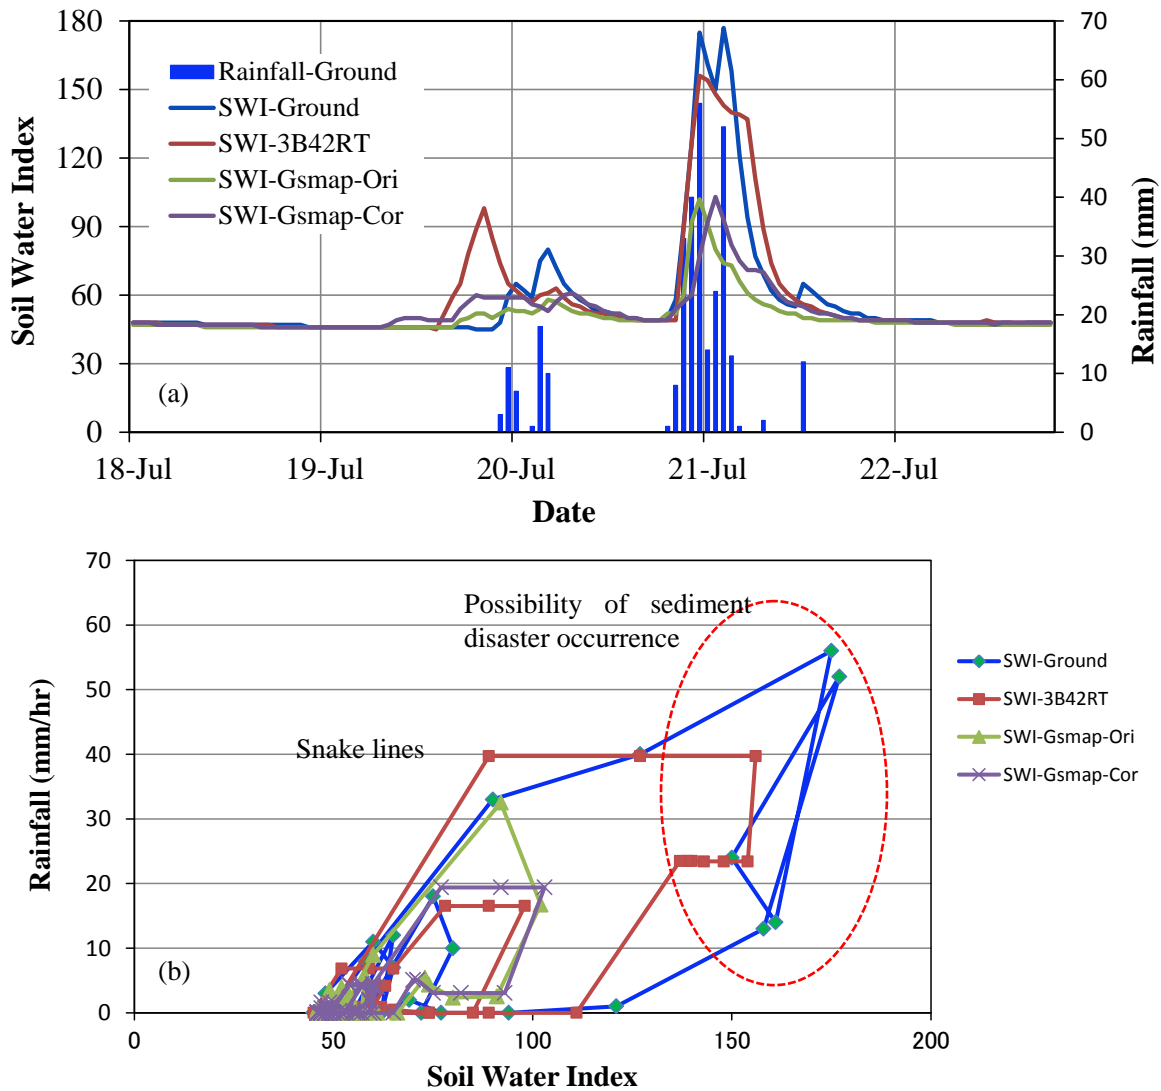 180
150
120
90
60
30
0
Soil Water Index
Rainfall-Ground
SWI-Ground
SWI-3B42RT
SWI-Gsmap-Ori
SWI-Gsmap-Cor
(a)
70
60
50
40
30
20
10
0
Rainfall (mm)
18-Jul 19-Jul 20-Jul 21-Jul 22-Jul
Date
70
60
50
40
30
20
10
0
Rainfall (mm/hr)
Possibility of sediment
disaster occurrence
Snake lines
(b)
SWI-Ground
SWI-3B42RT
SWI-Gsmap-Ori
SWI-Gsmap-Cor
0 50 100 150 200
Soil Water Index